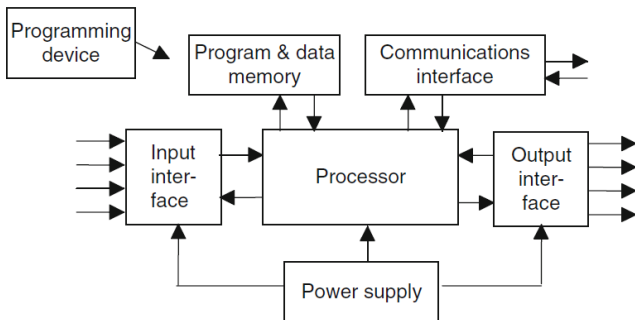 Programming
device
Program & data
memory
Communications
interface
Input
inter-
face
Processor
Output
inter-
face
Power supply